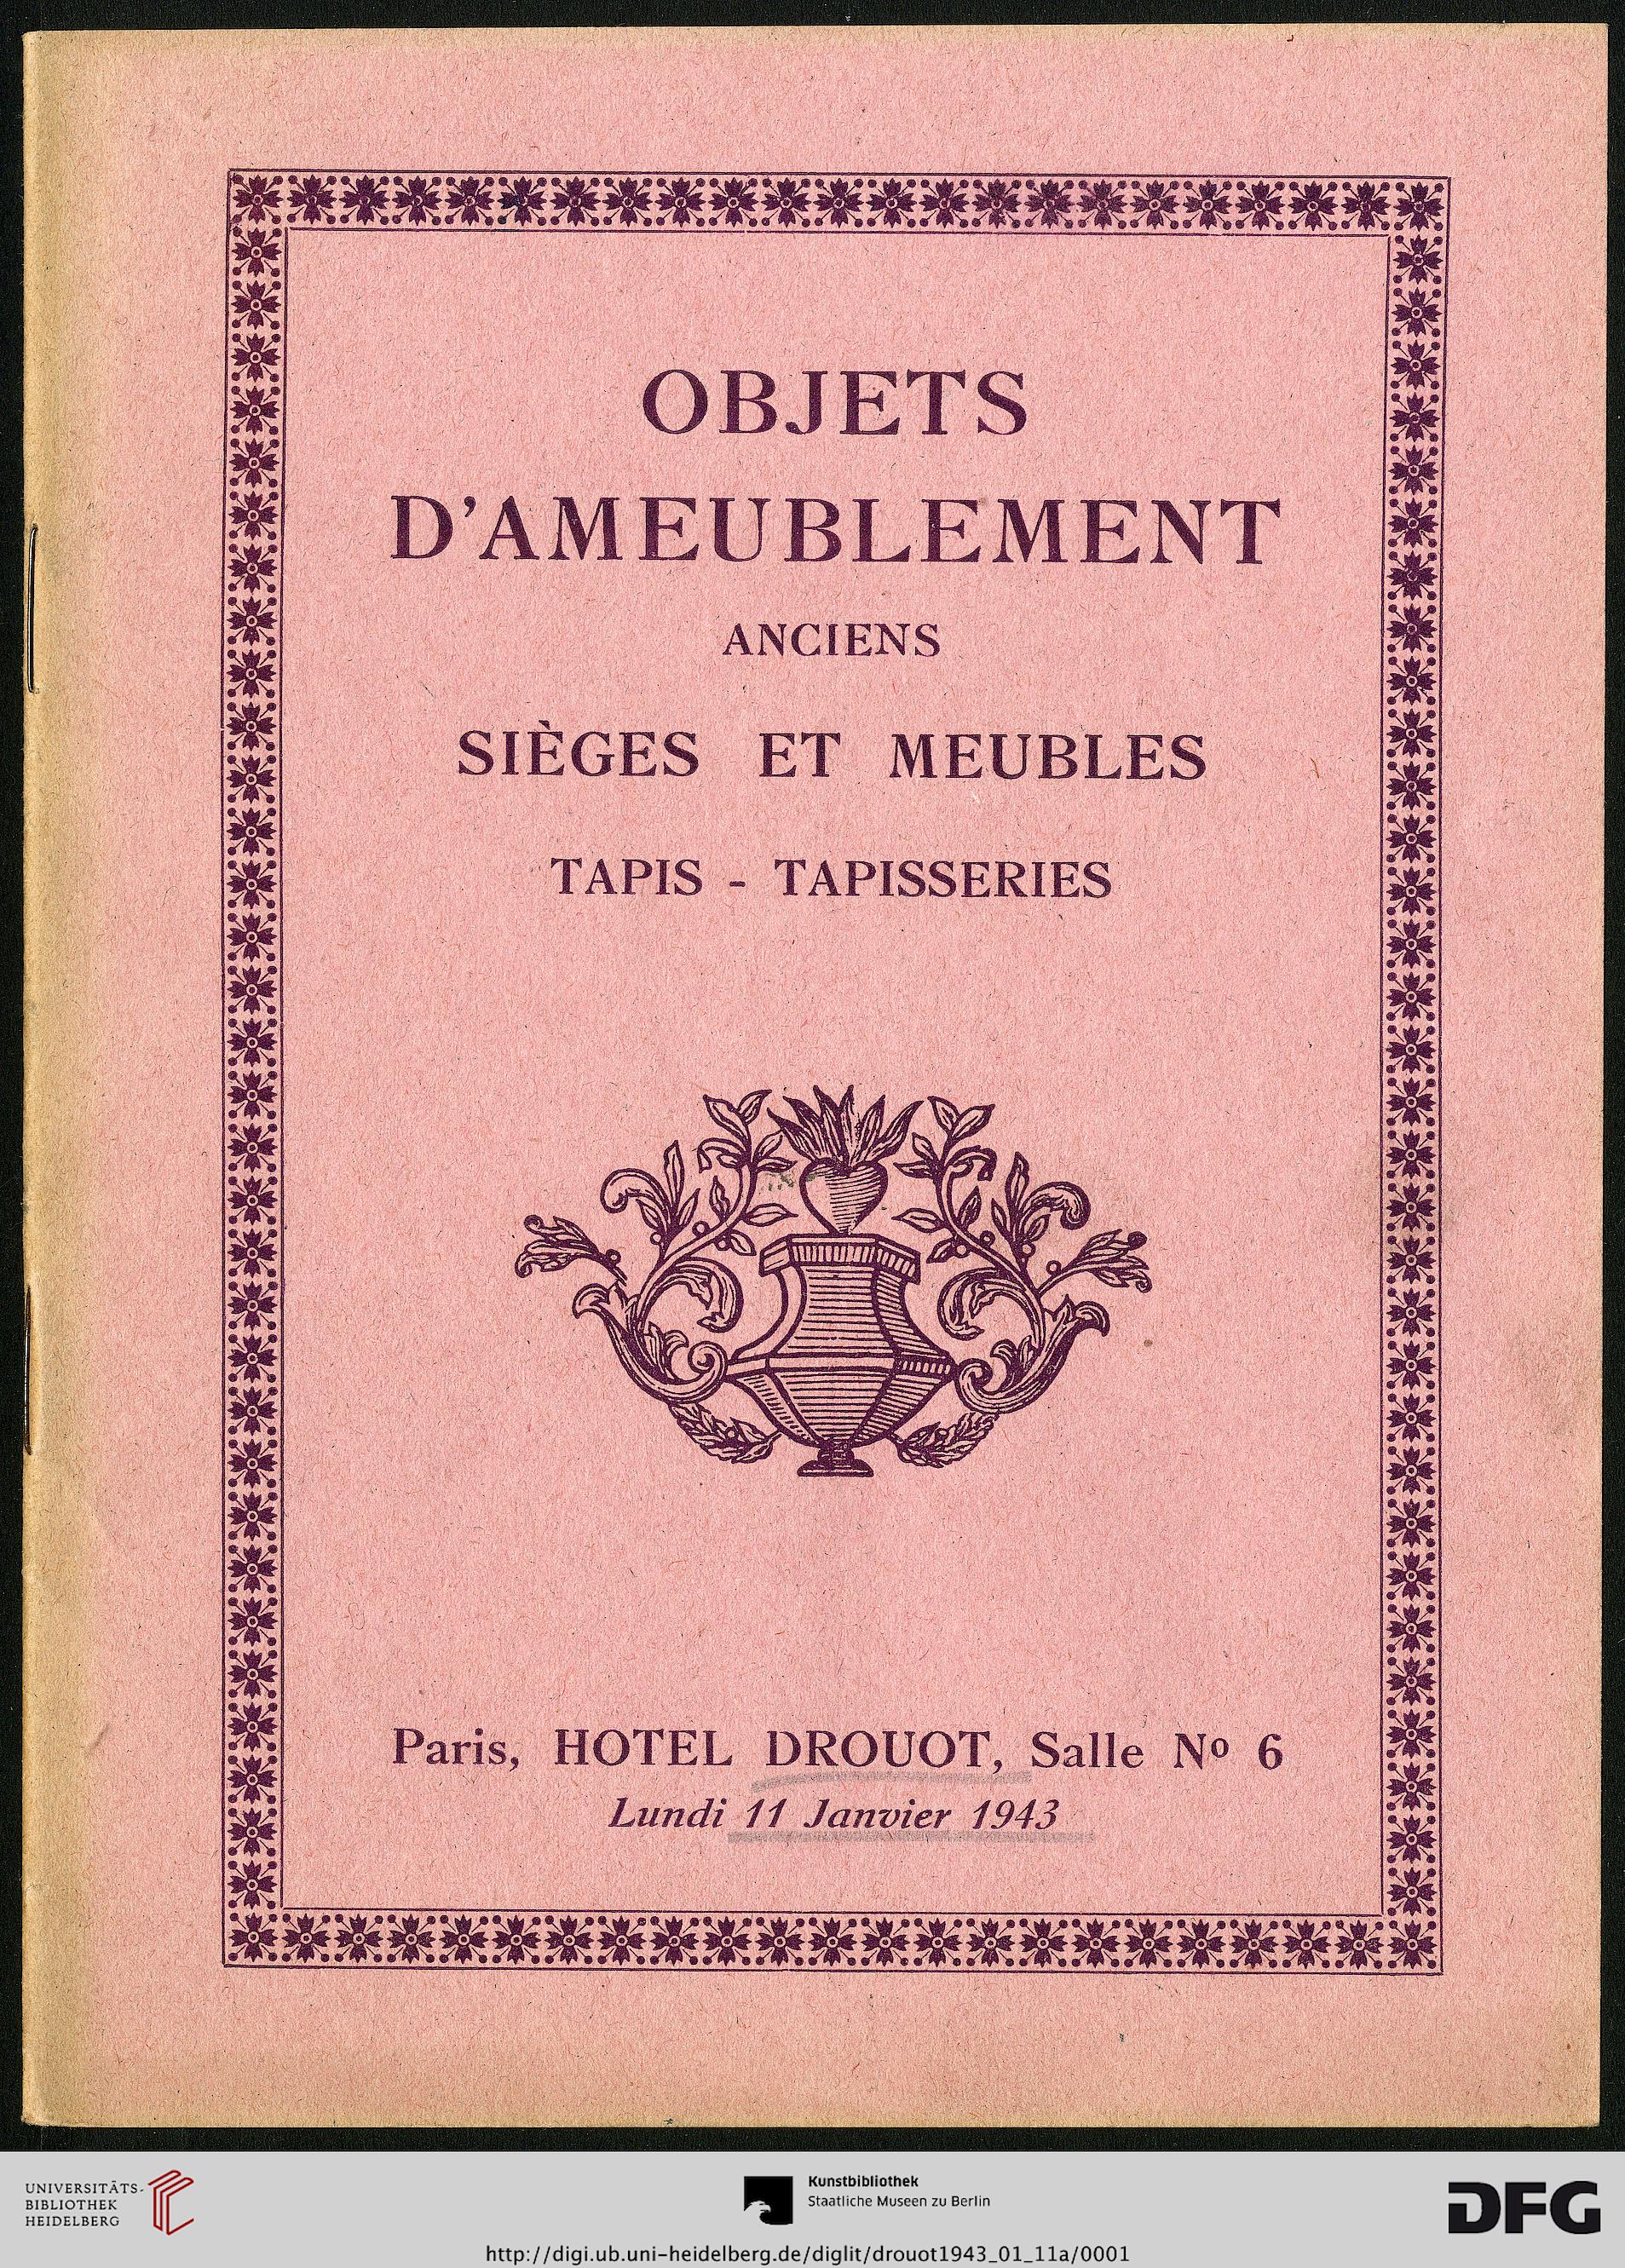 OBJETS
D'AMEUBLEMENT
ANCIENS
SIÈGES ET MEUBLES
TAPIS - TAPISSERIES
Paris, HOTEL DROUOT, Salle Nº 6
Lundi 11 Janvier 1943
UNIVERSITÄTS-
BIBLIOTHEK
HEIDELBERG
Kunstbibliothek
Staatliche Museen zu Berlin
DFG
http://digi.ub.uni-heidelberg.de/diglit/drouot1943_01_11a/0001